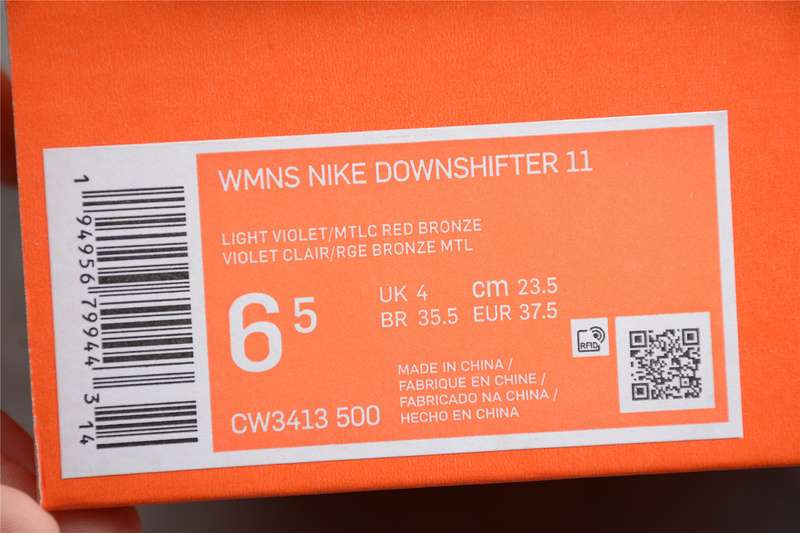 WMNS NIKE DOWNSHIFTER 11
LIGHT VIOLET/MTLC RED BRONZE
VIOLET CLAIR/RGE BRONZE MTL
6 5
UK 4 cm 23.5
BR 35.5 EUR 37.5
RFID
MADE IN CHINA /
FABRIQUE EN CHINE /
FABRICADO NA CHINA /
HECHO EN CHINA
CW3413 500
1 94956 79944 3 14